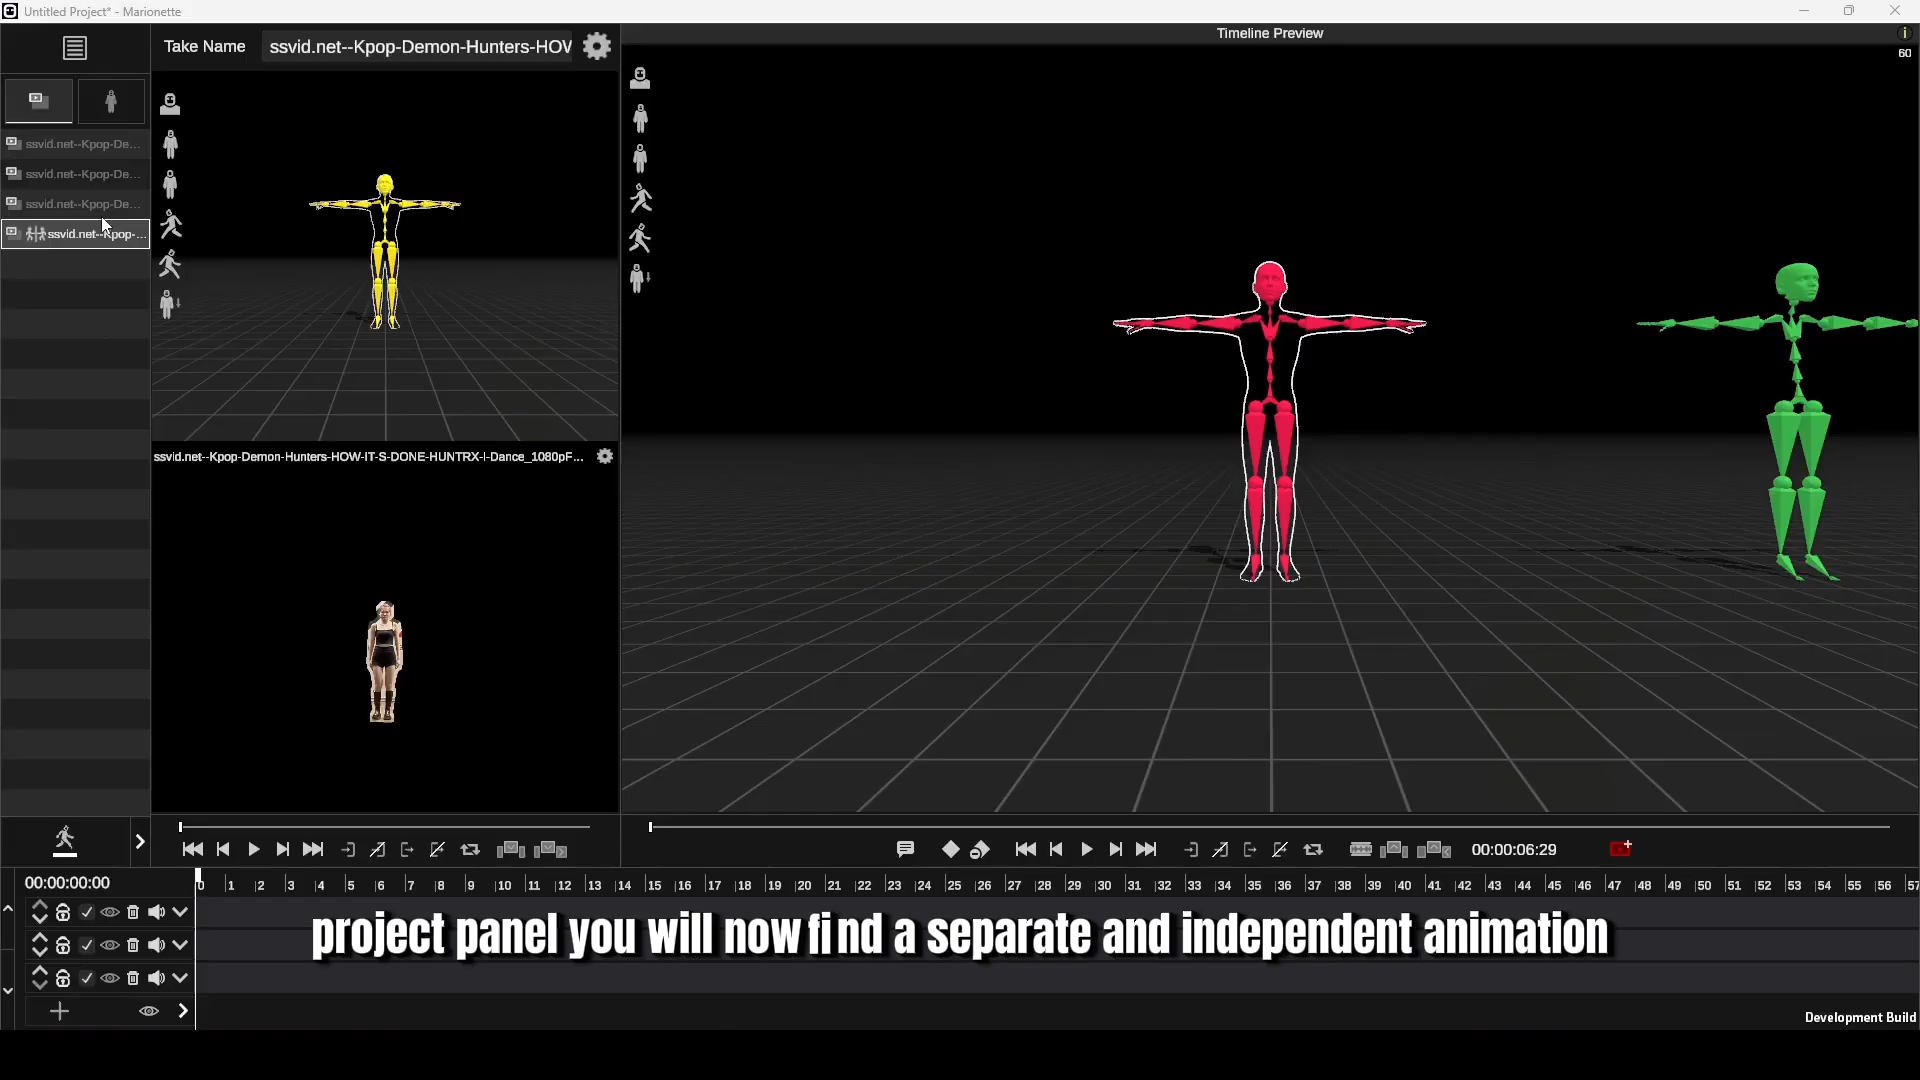 Untitled Project* - Marionette
Take Name
ssvid.net--Kpop-Demon-Hunters-HOV
Timeline Preview
i
60
ssvid.net--Kpop-De...
ssvid.net--Kpop-De...
ssvid.net--Kpop-De...
ssvid.net--Kpop-...
ssvid.net--Kpop-Demon-Hunters-HOW-IT-S-DONE-HUNTRX-I-Dance_1080pF...
00:00:06:29
00:00:00:00
0 1 2 3 4 5 6 7 8 9 10 11 12 13 14 15 16 17 18 19 20 21 22 23 24 25 26 27 28 29 30 31 32 33 34 35 36 37 38 39 40 41 42 43 44 45 46 47 48 49 50 51 52 53 54 55 56 57
project panel you will now find a separate and independent animation
Development Build